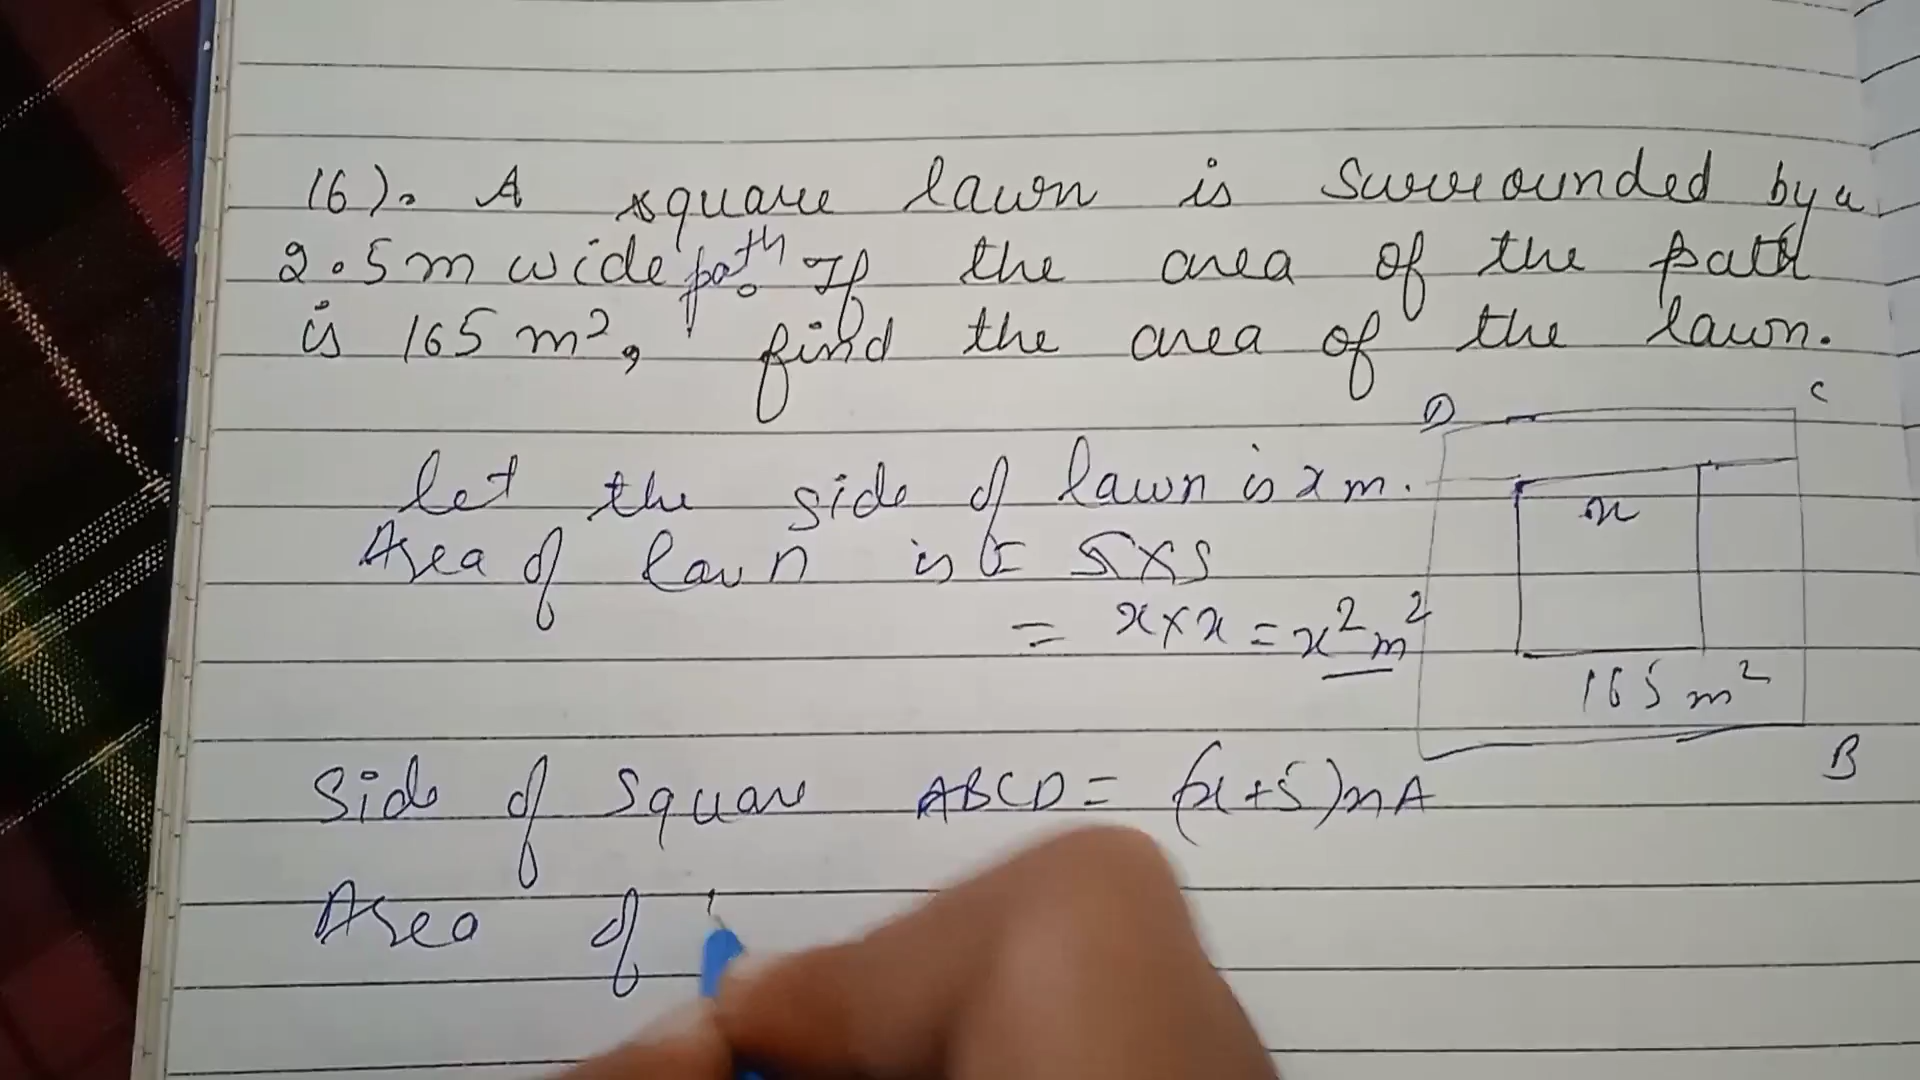 16). A square lawn is surrounded by a
2.5m wide path. If the area of the path
is 165 m², find the area of the lawn.
D
C
let the side of lawn is x m.
x
Area of lawn is = S×S
= x×x = x² m²
165 m²
B
Side of Square ABCD = (x+5)m A
Area of